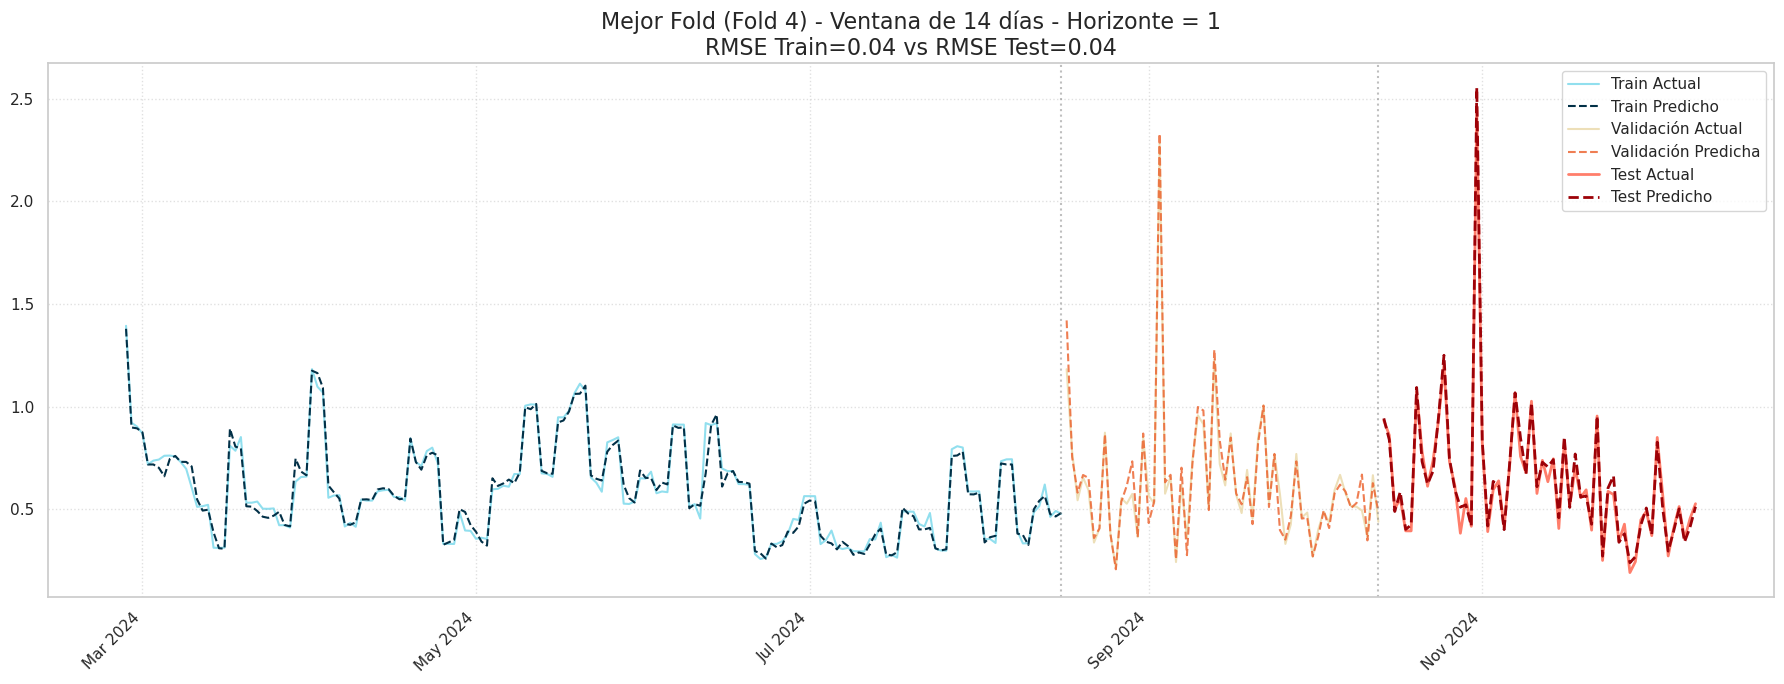 Mejor Fold (Fold 4) - Ventana de 14 días - Horizonte = 1
RMSE Train=0.04 vs RMSE Test=0.04
2.5
2.0
1.5
1.0
0.5
Train Actual
Train Predicho
Validación Actual
Validación Predicha
Test Actual
Test Predicho
Mar 2024
May 2024
Jul 2024
Sep 2024
Nov 2024